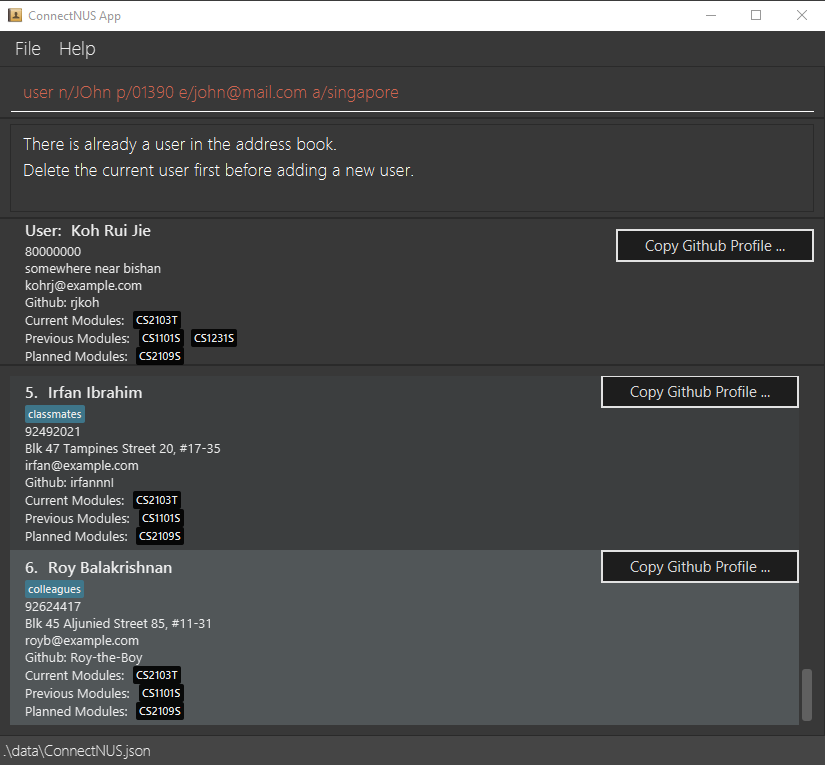 ConnectNUS App
File Help
user n/JOhn p/01390 e/john@mail.com a/singapore
There is already a user in the address book.
Delete the current user first before adding a new user.
User: Koh Rui Jie
Copy Github Profile ...
80000000
somewhere near bishan
kohrj@example.com
Github: rjkoh
Current Modules: CS2103T
Previous Modules: CS1101S CS1231S
Planned Modules: CS2109S
5. Irfan Ibrahim
Copy Github Profile ...
classmates
92492021
Blk 47 Tampines Street 20, #17-35
irfan@example.com
Github: irfannnI
Current Modules: CS2103T
Previous Modules: CS1101S
Planned Modules: CS2109S
6. Roy Balakrishnan
Copy Github Profile ...
colleagues
92624417
Blk 45 Aljunied Street 85, #11-31
royb@example.com
Github: Roy-the-Boy
Current Modules: CS2103T
Previous Modules: CS1101S
Planned Modules: CS2109S
.\data\ConnectNUS.json